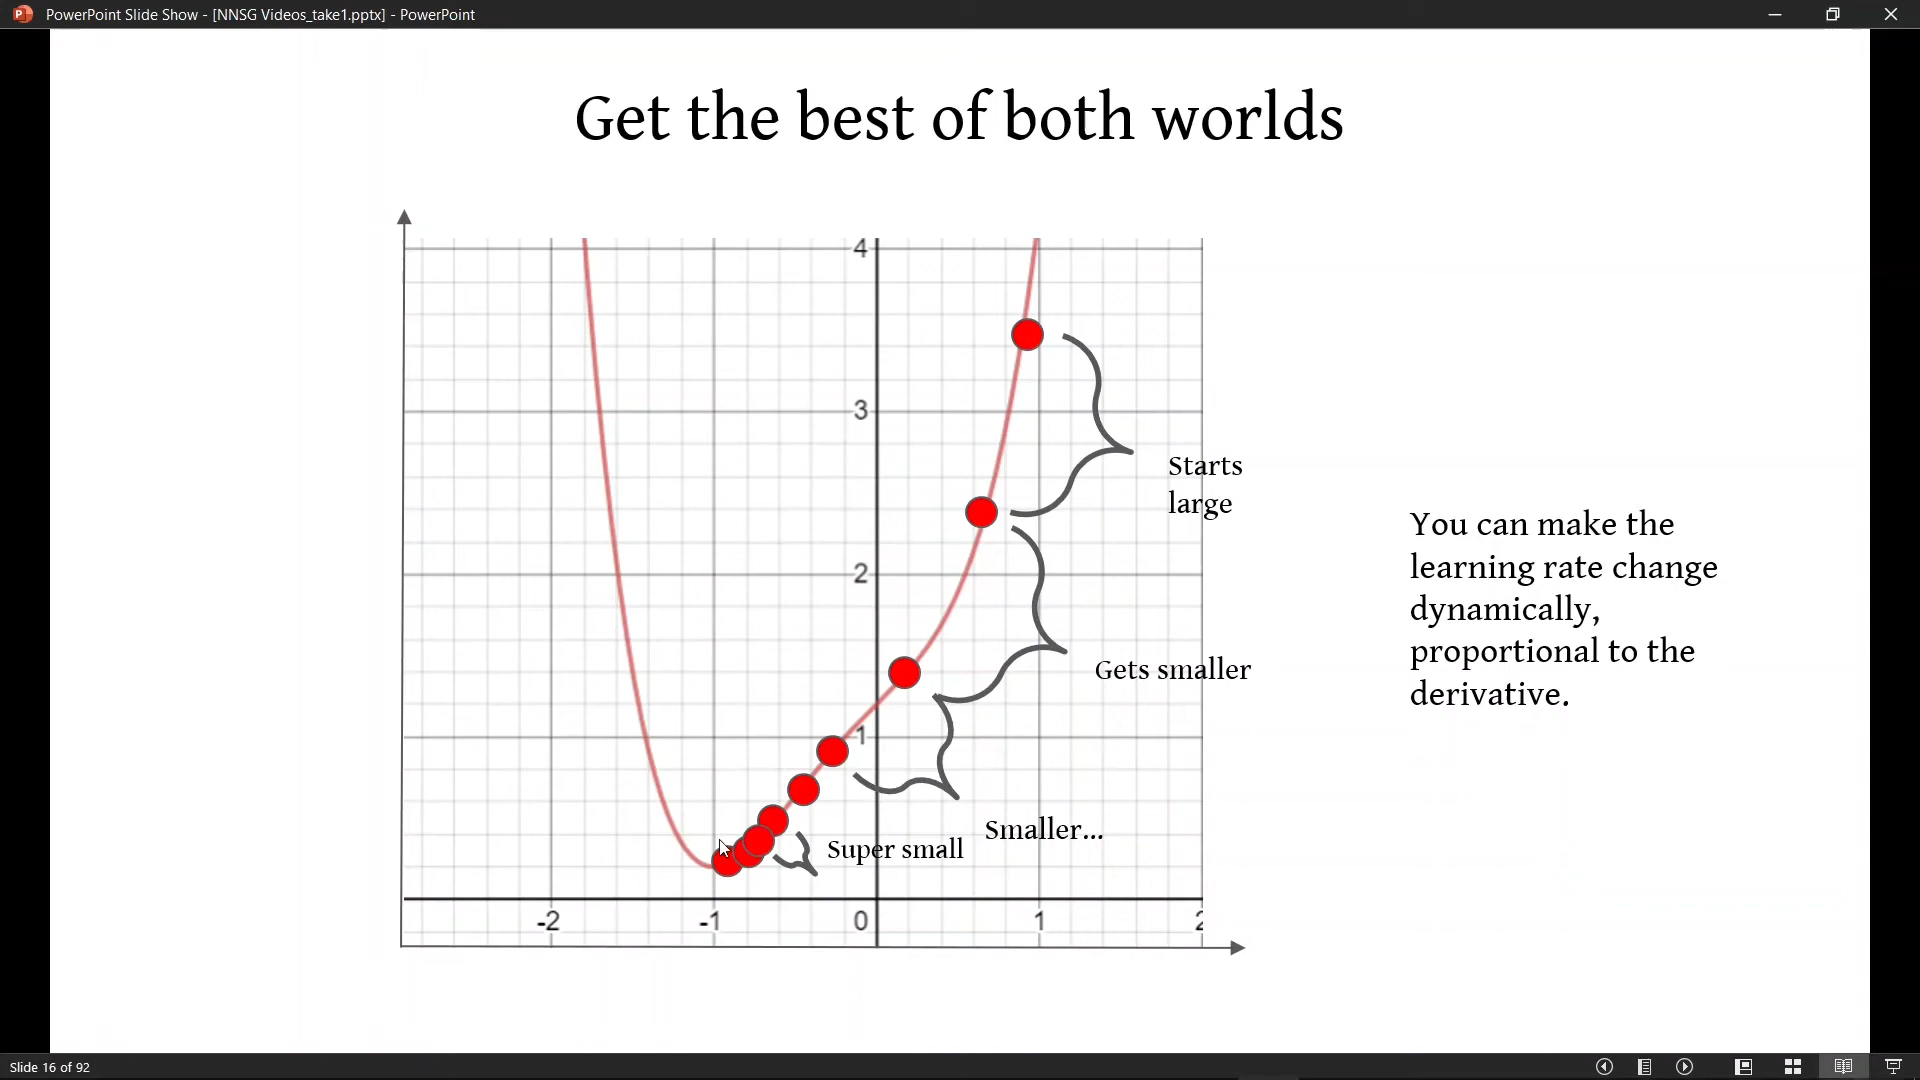 PowerPoint Slide Show - [NNSG Videos_take1.pptx] - PowerPoint
Get the best of both worlds
4
3
2
1
-2
-1
0
1
2
Starts
large
Gets smaller
Smaller...
Super small
You can make the
learning rate change
dynamically,
proportional to the
derivative.
Slide 16 of 92